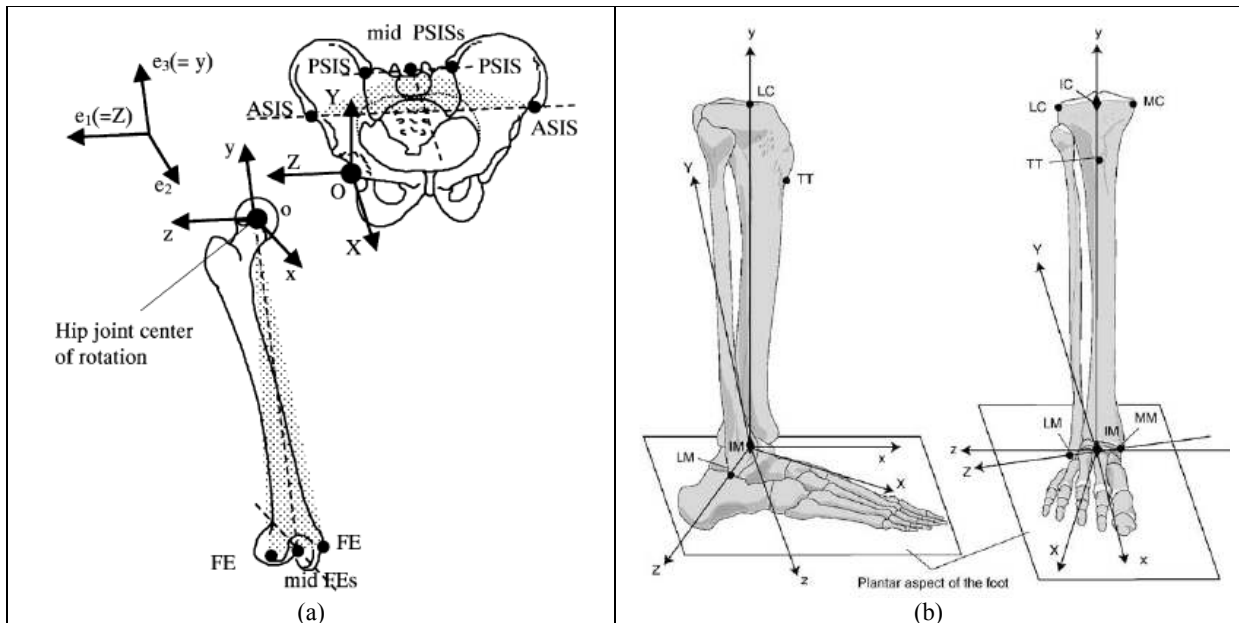 mid PSISs
PSIS
PSIS
e3(= y)
Y
ASIS
ASIS
e1(=Z)
y
Z
e2
O
z
o
X
x
Hip joint center
of rotation
FE
FE
mid FEs
(a)
y
LC
Y
TT
IM
x
LM
X
Z
z
y
IC
LC
MC
TT
Y
LM
IM
MM
z
Z
X
x
Plantar aspect of the foot
(b)